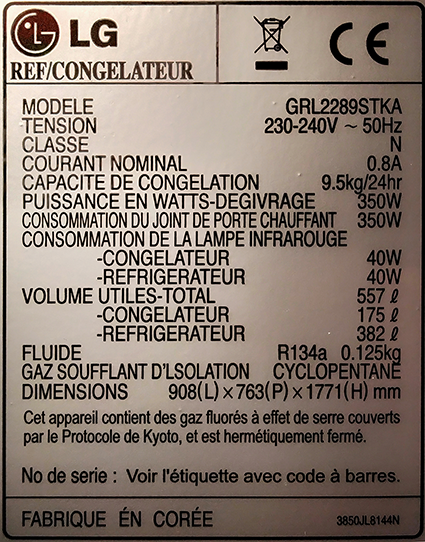 LG
CE
REF/CONGELATEUR
MODELE GRL2289STKA
TENSION 230-240V ~ 50Hz
CLASSE N
COURANT NOMINAL 0.8A
CAPACITE DE CONGELATION 9.5kg/24hr
PUISSANCE EN WATTS-DEGIVRAGE 350W
CONSOMMATION DU JOINT DE PORTE CHAUFFANT 350W
CONSOMMATION DE LA LAMPE INFRAROUGE
-CONGELATEUR 40W
-REFRIGERATEUR 40W
VOLUME UTILES-TOTAL 557 ℓ
-CONGELATEUR 175 ℓ
-REFRIGERATEUR 382 ℓ
FLUIDE R134a 0.125kg
GAZ SOUFFLANT D'LSOLATION CYCLOPENTANE
DIMENSIONS 908(L)×763(P)×1771(H) mm
Cet appareil contient des gaz fluorés à effet de serre couverts
par le Protocole de Kyoto, et est hermétiquement fermé.
No de serie : Voir l'étiquette avec code à barres.
FABRIQUE ÉN CORÉE 3850JL8144N